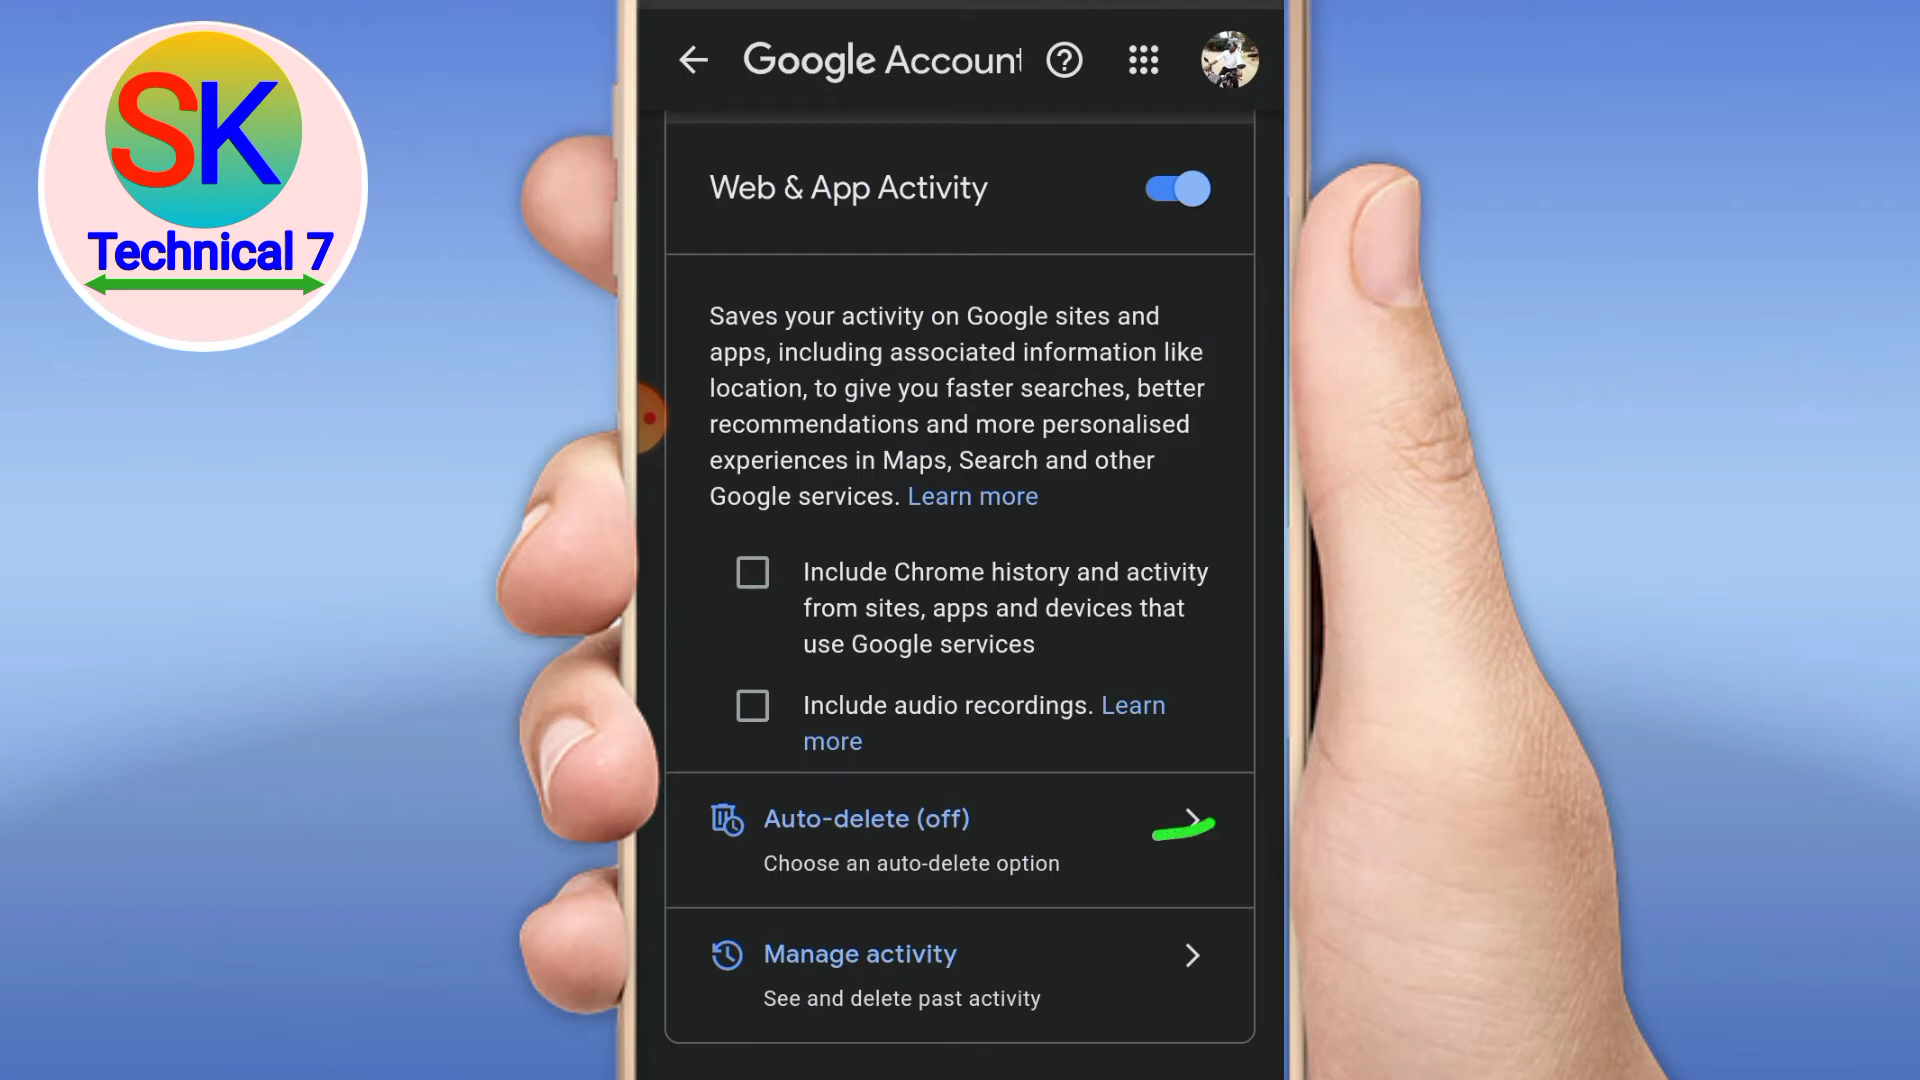 SK
Technical 7
Google Account
Web & App Activity
Saves your activity on Google sites and
apps, including associated information like
location, to give you faster searches, better
recommendations and more personalised
experiences in Maps, Search and other
Google services. Learn more
Include Chrome history and activity
from sites, apps and devices that
use Google services
Include audio recordings. Learn
more
Auto-delete (off)
Choose an auto-delete option
Manage activity
See and delete past activity